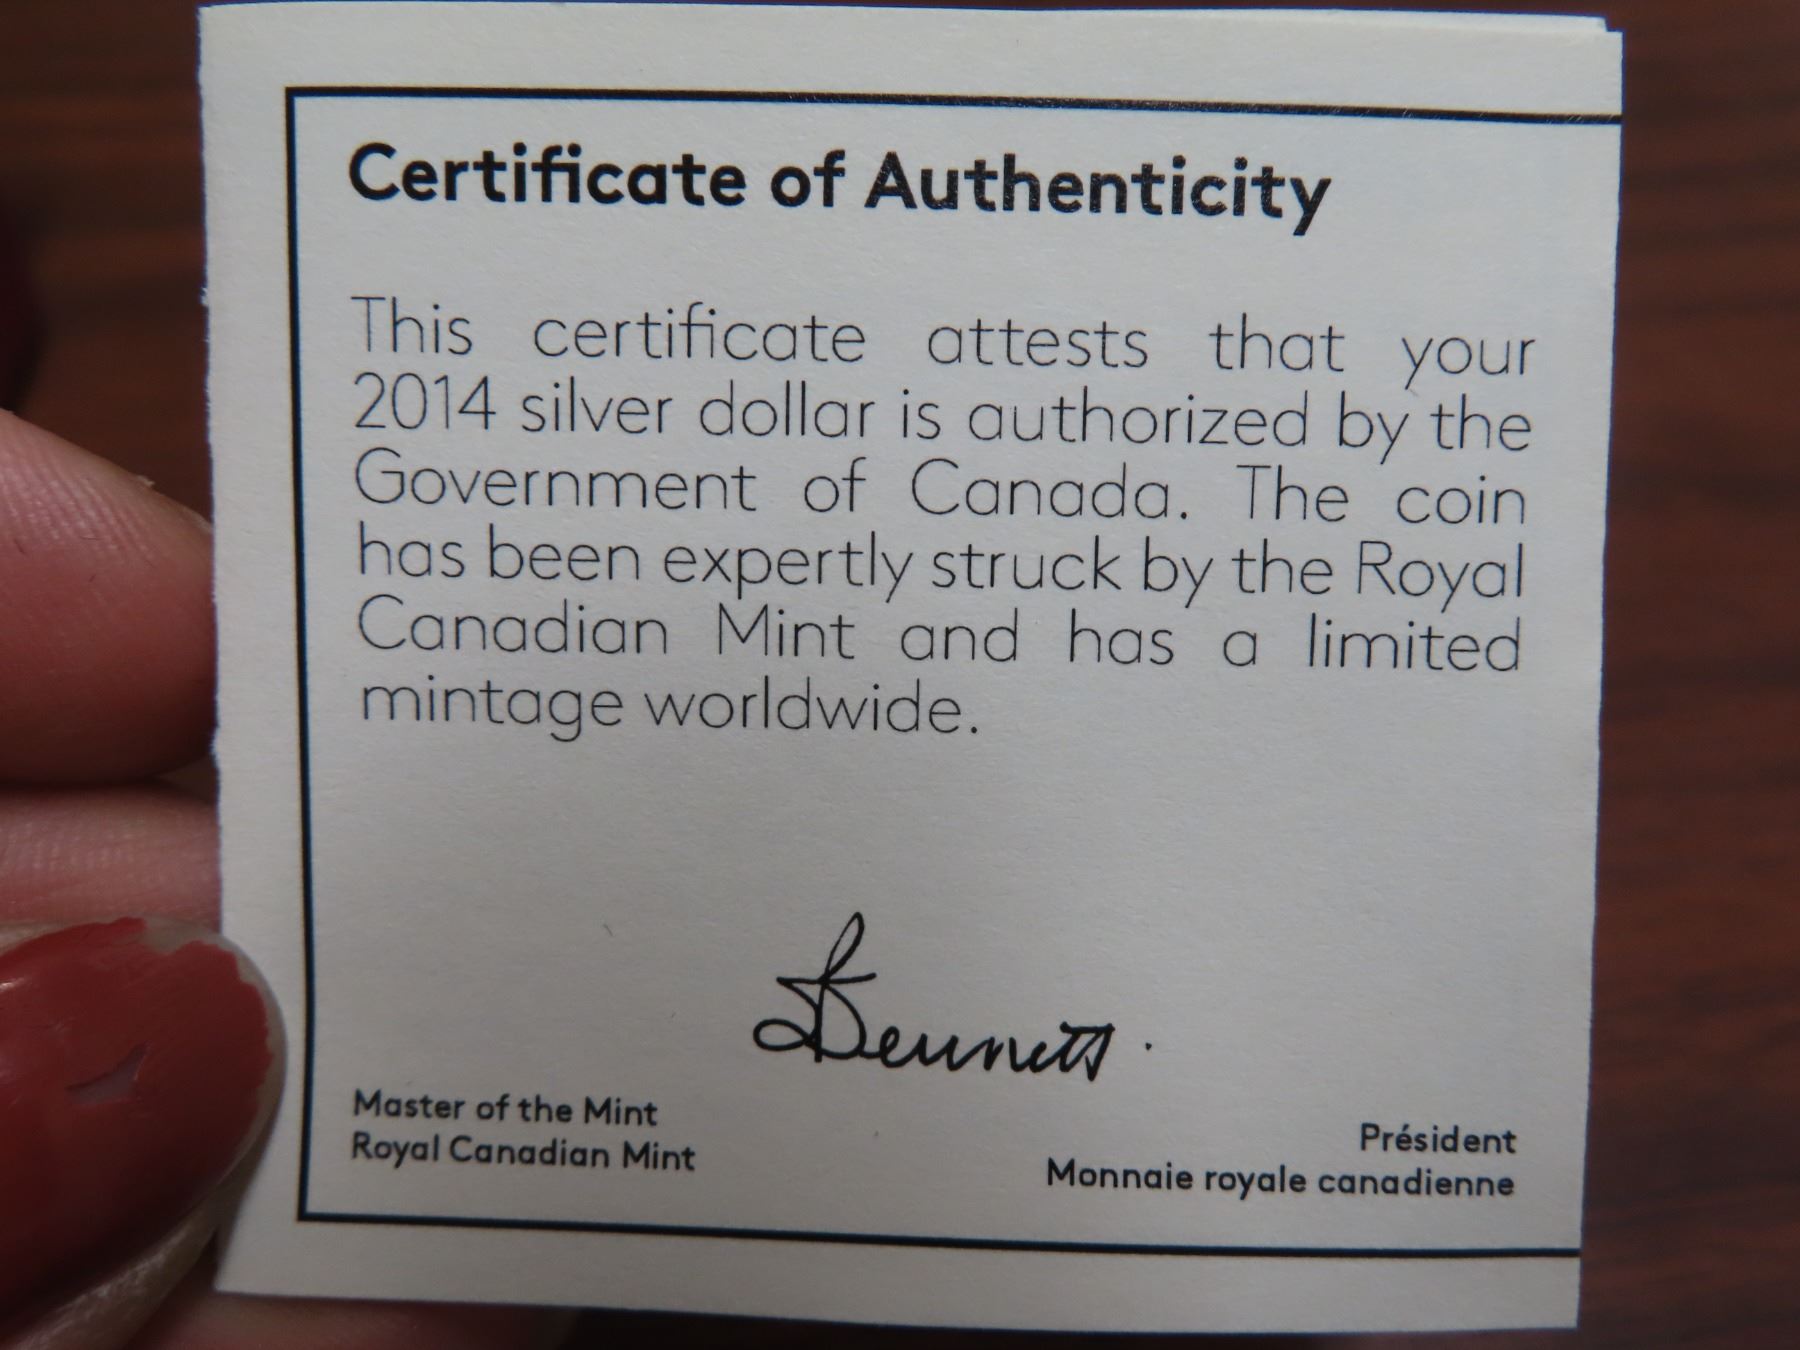 Certificate of Authenticity
This certificate attests that your
2014 silver dollar is authorized by the
Government of Canada. The coin
has been expertly struck by the Royal
Canadian Mint and has a limited
mintage worldwide.
Bennett
Master of the Mint
Royal Canadian Mint
Président
Monnaie royale canadienne